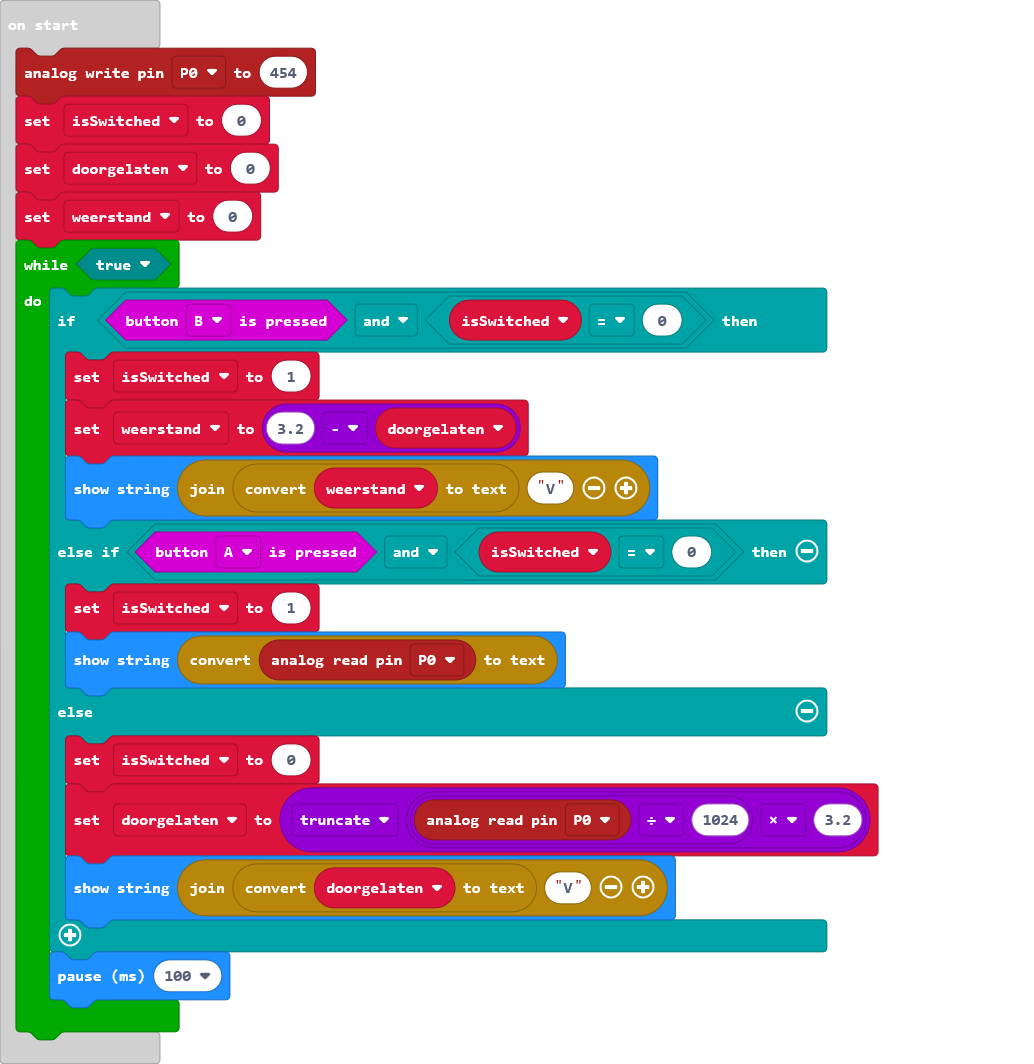 on start
analog write pin P0 to 454
set isSwitched to 0
set doorgelaten to 0
set weerstand to 0
while true
do
if button B is pressed and isSwitched = 0 then
set isSwitched to 1
set weerstand to 3.2 - doorgelaten
show string join convert weerstand to text "V"
else if button A is pressed and isSwitched = 0 then
set isSwitched to 1
show string convert analog read pin P0 to text
else
set isSwitched to 0
set doorgelaten to truncate analog read pin P0 ÷ 1024 × 3.2
show string join convert doorgelaten to text "V"
pause (ms) 100